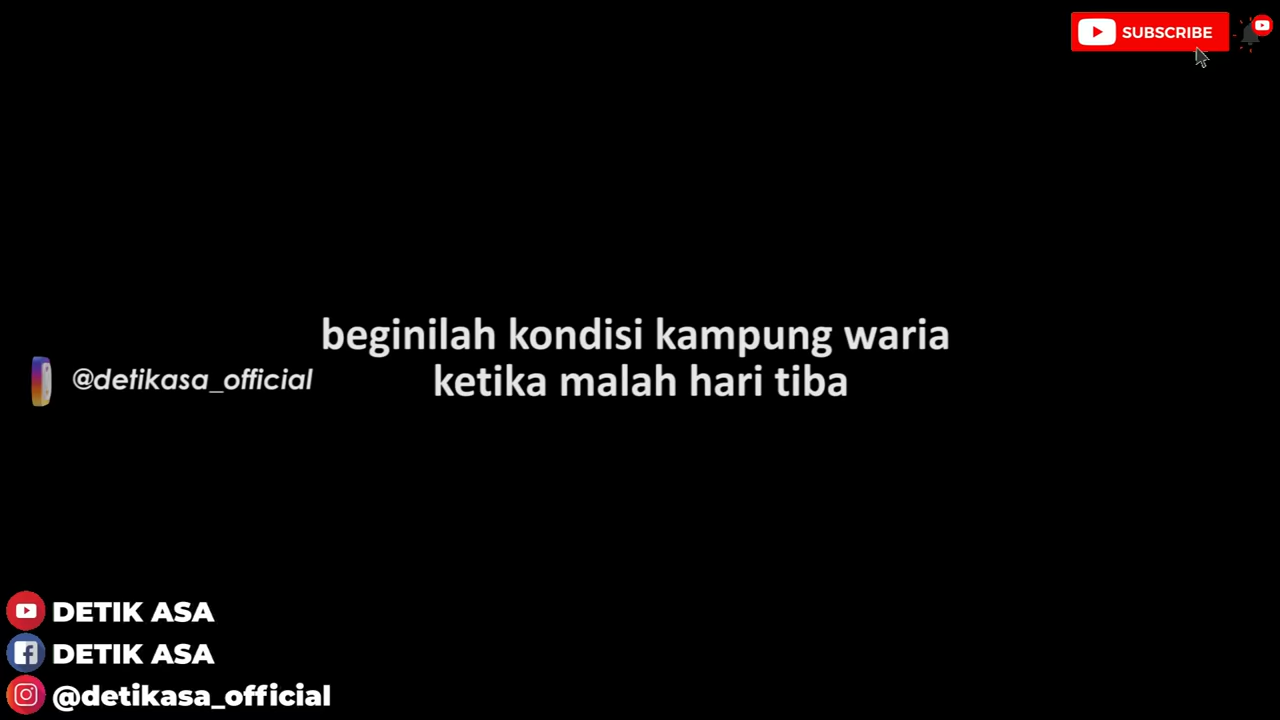 SUBSCRIBE
beginilah kondisi kampung waria
ketika malah hari tiba
@detikasa_official
DETIK ASA
DETIK ASA
@detikasa_official